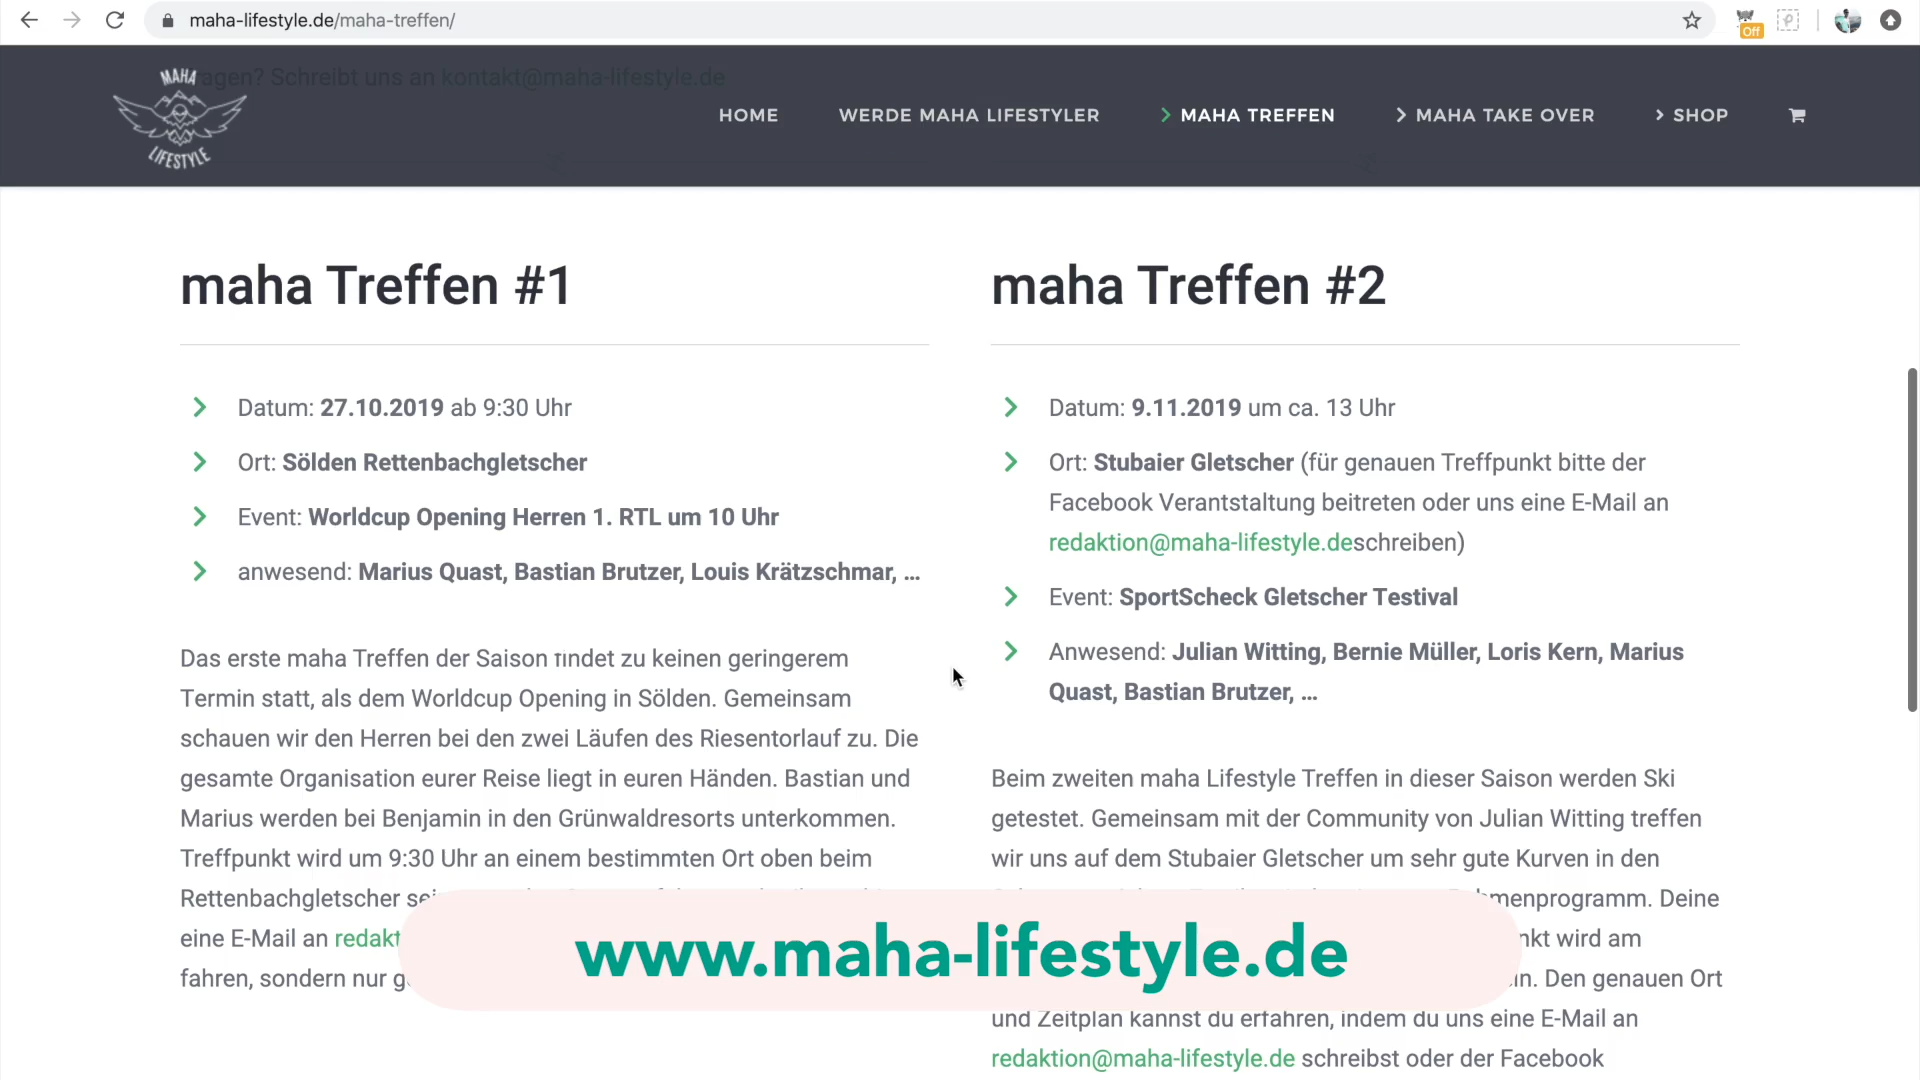 maha-lifestyle.de/maha-treffen/
Off
ragen? Schreibt uns an kontakt@maha-lifestyle.de
MAHA
LIFESTYLE
HOME WERDE MAHA LIFESTYLER MAHA TREFFEN MAHA TAKE OVER SHOP
maha Treffen #1
Datum: 27.10.2019 ab 9:30 Uhr
Ort: Sölden Rettenbachgletscher
Event: Worldcup Opening Herren 1. RTL um 10 Uhr
anwesend: Marius Quast, Bastian Brutzer, Louis Krätzschmar, ...
Das erste maha Treffen der Saison findet zu keinen geringerem
Termin statt, als dem Worldcup Opening in Sölden. Gemeinsam
schauen wir den Herren bei den zwei Läufen des Riesentorlauf zu. Die
gesamte Organisation eurer Reise liegt in euren Händen. Bastian und
Marius werden bei Benjamin in den Grünwaldresorts unterkommen.
Treffpunkt wird um 9:30 Uhr an einem bestimmten Ort oben beim
Rettenbachgletscher
eine E-Mail an redakt
fahren, sondern nur
maha Treffen #2
Datum: 9.11.2019 um ca. 13 Uhr
Ort: Stubaier Gletscher (für genauen Treffpunkt bitte der
Facebook Verantstaltung beitreten oder uns eine E-Mail an
redaktion@maha-lifestyle.deschreiben)
Event: SportScheck Gletscher Testival
Anwesend: Julian Witting, Bernie Müller, Loris Kern, Marius
Quast, Bastian Brutzer, ...
Beim zweiten maha Lifestyle Treffen in dieser Saison werden Ski
getestet. Gemeinsam mit der Community von Julian Witting treffen
wir uns auf dem Stubaier Gletscher um sehr gute Kurven in den
menprogramm. Deine
nkt wird am
in. Den genauen Ort
und Zeitplan kannst du erfahren, indem du uns eine E-Mail an
redaktion@maha-lifestyle.de schreibst oder der Facebook
www.maha-lifestyle.de